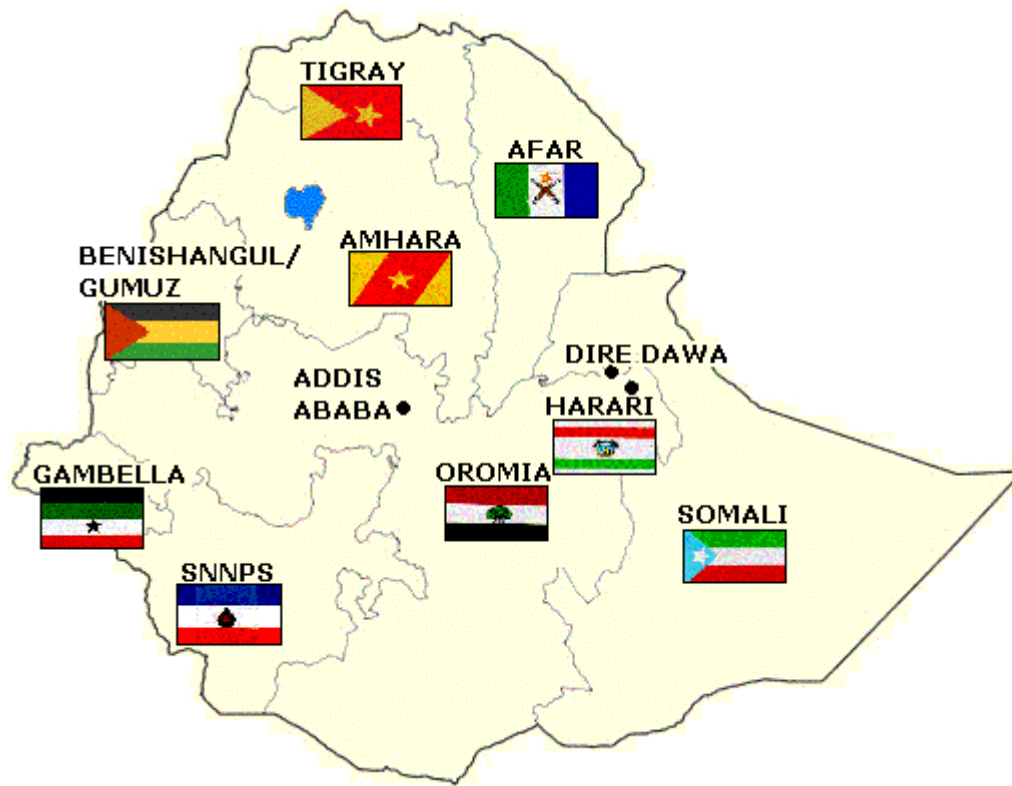 TIGRAY
AFAR
AMHARA
BENISHANGUL/
GUMUZ
DIRE DAWA
ADDIS
ABABA
HARARI
GAMBELLA
OROMIA
SOMALI
SNNPS